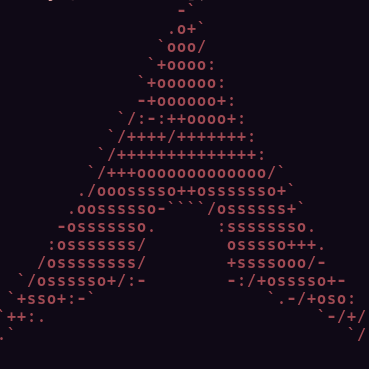 -`
.o+`
`ooo/
`+oooo:
`+oooooo:
-+oooooo+:
`/:-:++oooo+:
`/++++/+++++++:
`/++++++++++++++:
`/+++ooooooooooooo/`
./ooosssso++osssssso+`
.oossssso-````/ossssss+`
-osssssso. :ssssssso.
:osssssss/ osssso+++.
/ossssssss/ +ssssooo/-
`/ossssso+/:- -:/+osssso+-
`+sso+:-` `.-/+oso:
`++:. `-/+/
.` `/